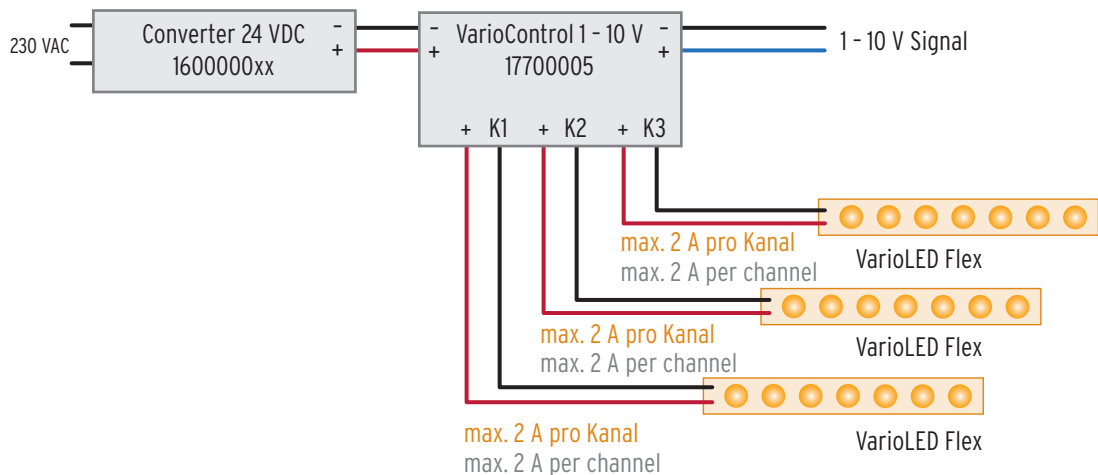 230 VAC
Converter 24 VDC
1600000xx
-
+
-
+
VarioControl 1 - 10 V
17700005
-
+
1 - 10 V Signal
+ K1 + K2 + K3
max. 2 A pro Kanal
max. 2 A per channel
VarioLED Flex
max. 2 A pro Kanal
max. 2 A per channel
VarioLED Flex
max. 2 A pro Kanal
max. 2 A per channel
VarioLED Flex